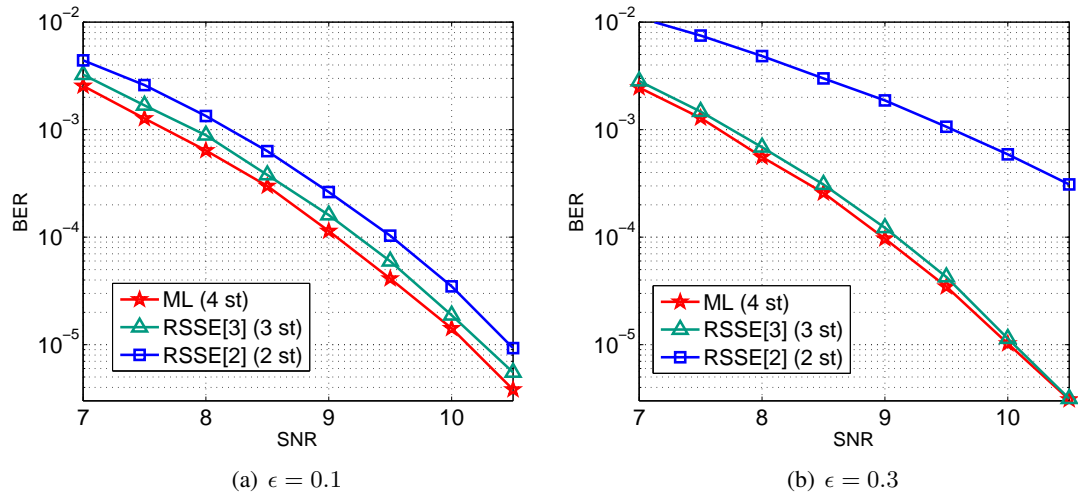 10⁻²
10⁻³
10⁻⁴
10⁻⁵
BER
7 8 9 10
SNR
ML (4 st)
RSSE[3] (3 st)
RSSE[2] (2 st)
(a) ϵ = 0.1
10⁻²
10⁻³
10⁻⁴
10⁻⁵
BER
7 8 9 10
SNR
ML (4 st)
RSSE[3] (3 st)
RSSE[2] (2 st)
(b) ϵ = 0.3